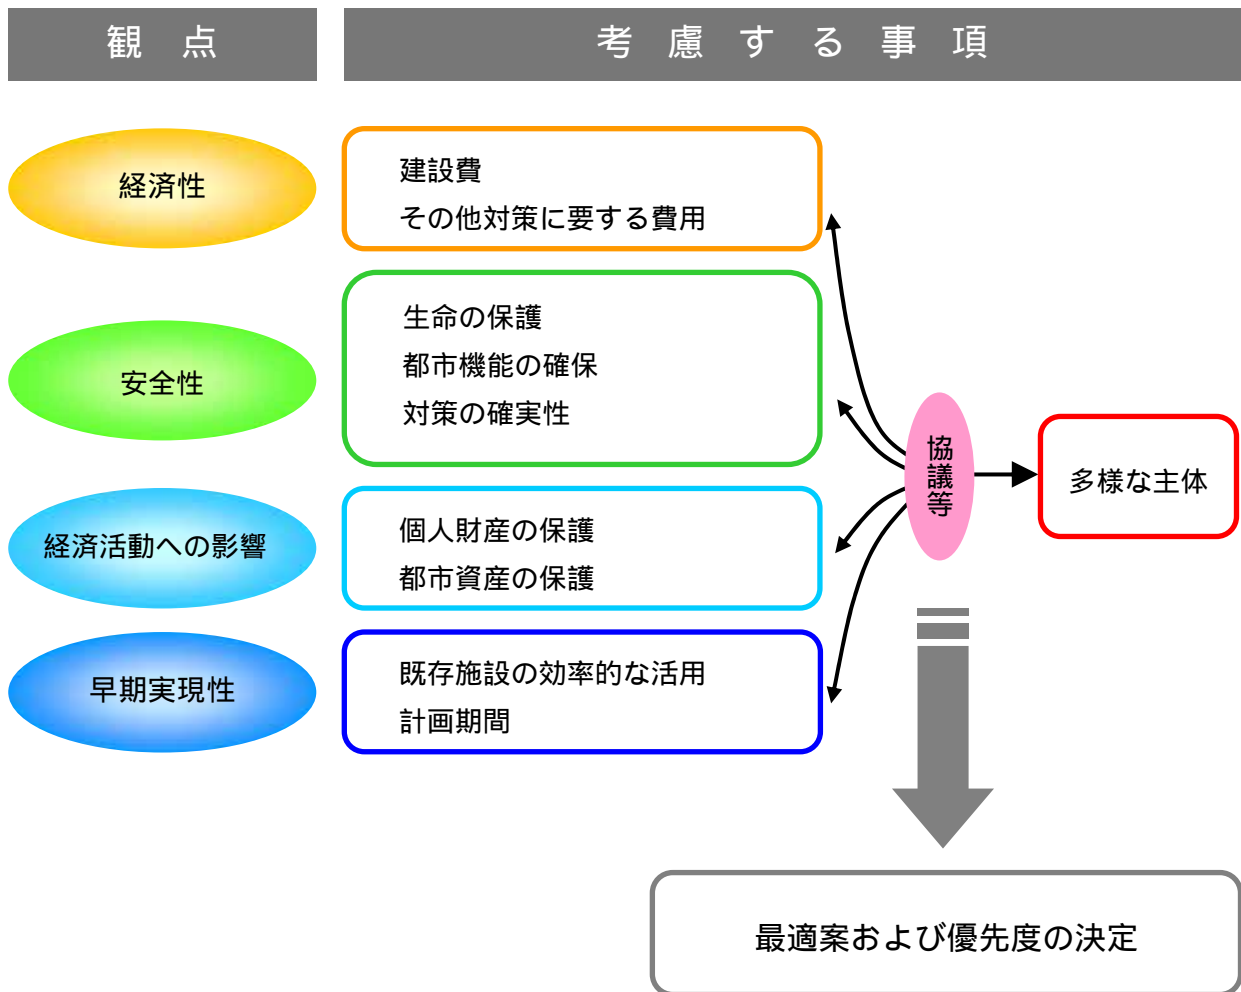 観点
考慮する事項
経済性
建設費
その他対策に要する費用
安全性
生命の保護
都市機能の確保
対策の確実性
経済活動への影響
個人財産の保護
都市資産の保護
早期実現性
既存施設の効率的な活用
計画期間
協議等
多様な主体
最適案および優先度の決定